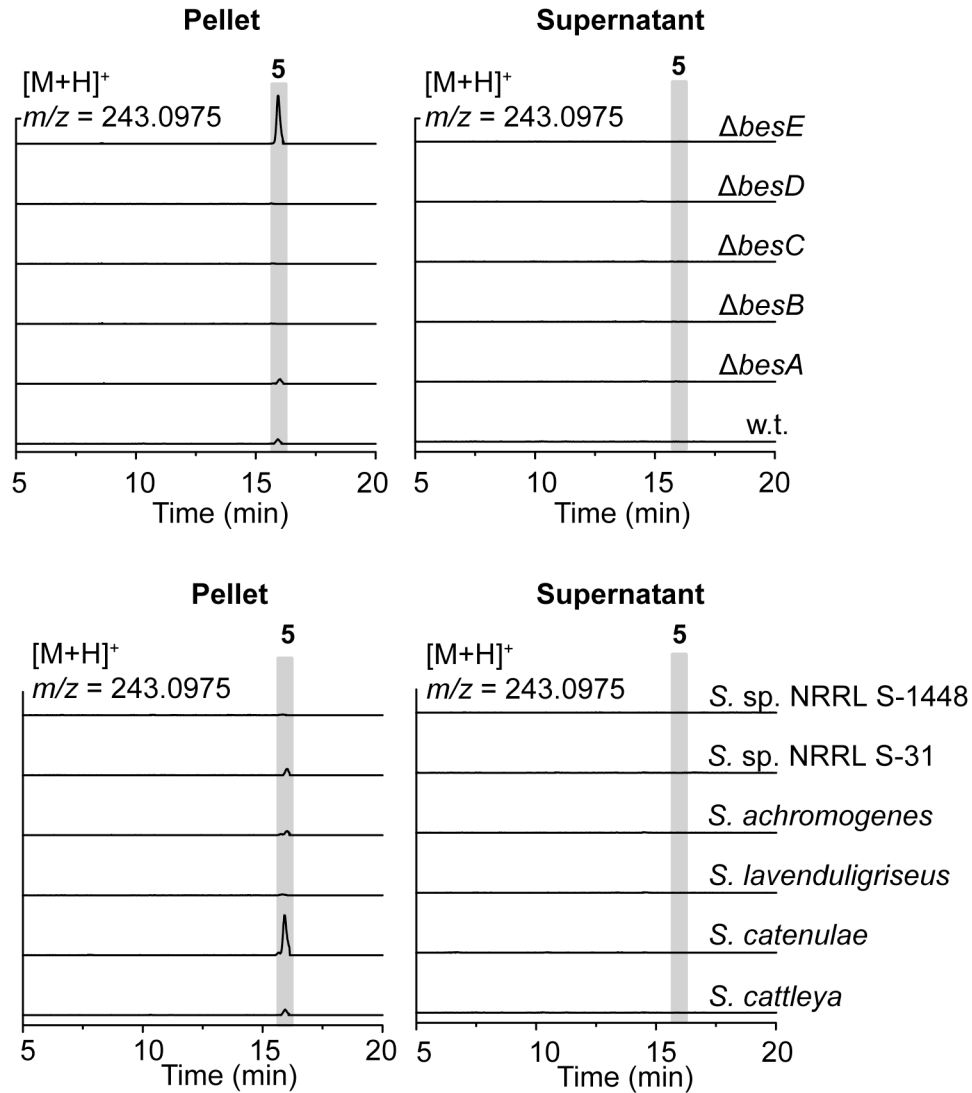 Pellet
Supernatant
5
5
[M+H]⁺
m/z = 243.0975
[M+H]⁺
m/z = 243.0975
ΔbesE
ΔbesD
ΔbesC
ΔbesB
ΔbesA
w.t.
5 10 15 20
Time (min)
5 10 15 20
Time (min)
Pellet
Supernatant
5
5
[M+H]⁺
m/z = 243.0975
[M+H]⁺
m/z = 243.0975
S. sp. NRRL S-1448
S. sp. NRRL S-31
S. achromogenes
S. lavenduligriseus
S. catenulae
S. cattleya
5 10 15 20
Time (min)
5 10 15 20
Time (min)